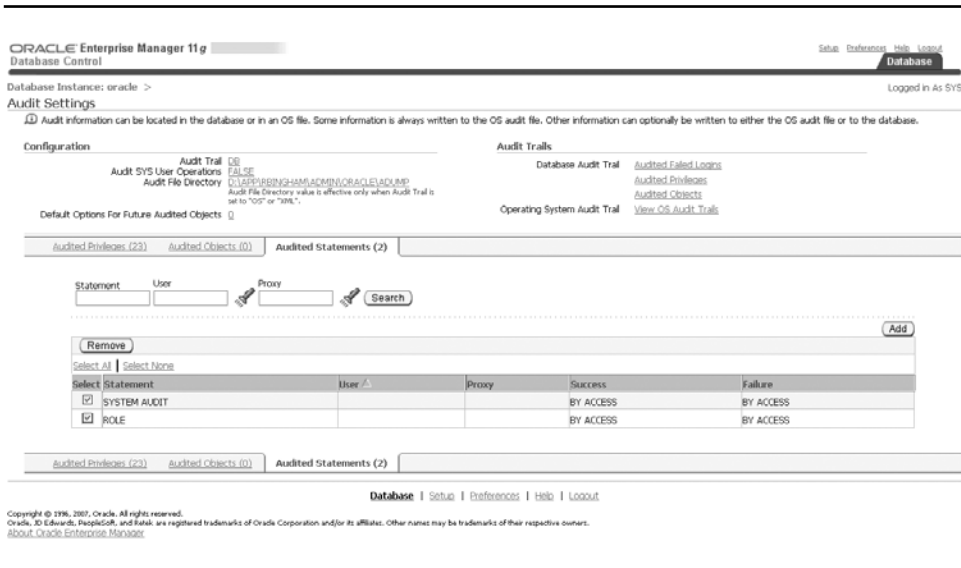 ORACLE Enterprise Manager 11g
Database Control
Setup Preferences Help Logout
Database
Database Instance: oracle >
Logged in As SYS
Audit Settings
Audit information can be located in the database or in an OS file. Some information is always written to the OS audit file. Other information can optionally be written to either the OS audit file or to the database.
Configuration
Audit Trail DB
Audit SYS User Operations FALSE
Audit File Directory D:\APP\RBINGHAM\ADMIN\ORACLE\ADUMP
Audit File Directory value is effective only when Audit Trail is
set to "OS" or "XML".
Default Options For Future Audited Objects 0
Audit Trails
Database Audit Trail Audited Failed Logins
Audited Privileges
Audited Objects
Operating System Audit Trail View OS Audit Trails
Audited Privileges (23) Audited Objects (0) Audited Statements (2)
Statement User Proxy
Search
Add
Remove
Select All | Select None
Select Statement User Proxy Success Failure
SYSTEM AUDIT BY ACCESS BY ACCESS
ROLE BY ACCESS BY ACCESS
Audited Privileges (23) Audited Objects (0) Audited Statements (2)
Database | Setup | Preferences | Help | Logout
Copyright © 1996, 2007, Oracle. All rights reserved.
Oracle, JD Edwards, PeopleSoft, and Retek are registered trademarks of Oracle Corporation and/or its affiliates. Other names may be trademarks of their respective owners.
About Oracle Enterprise Manager